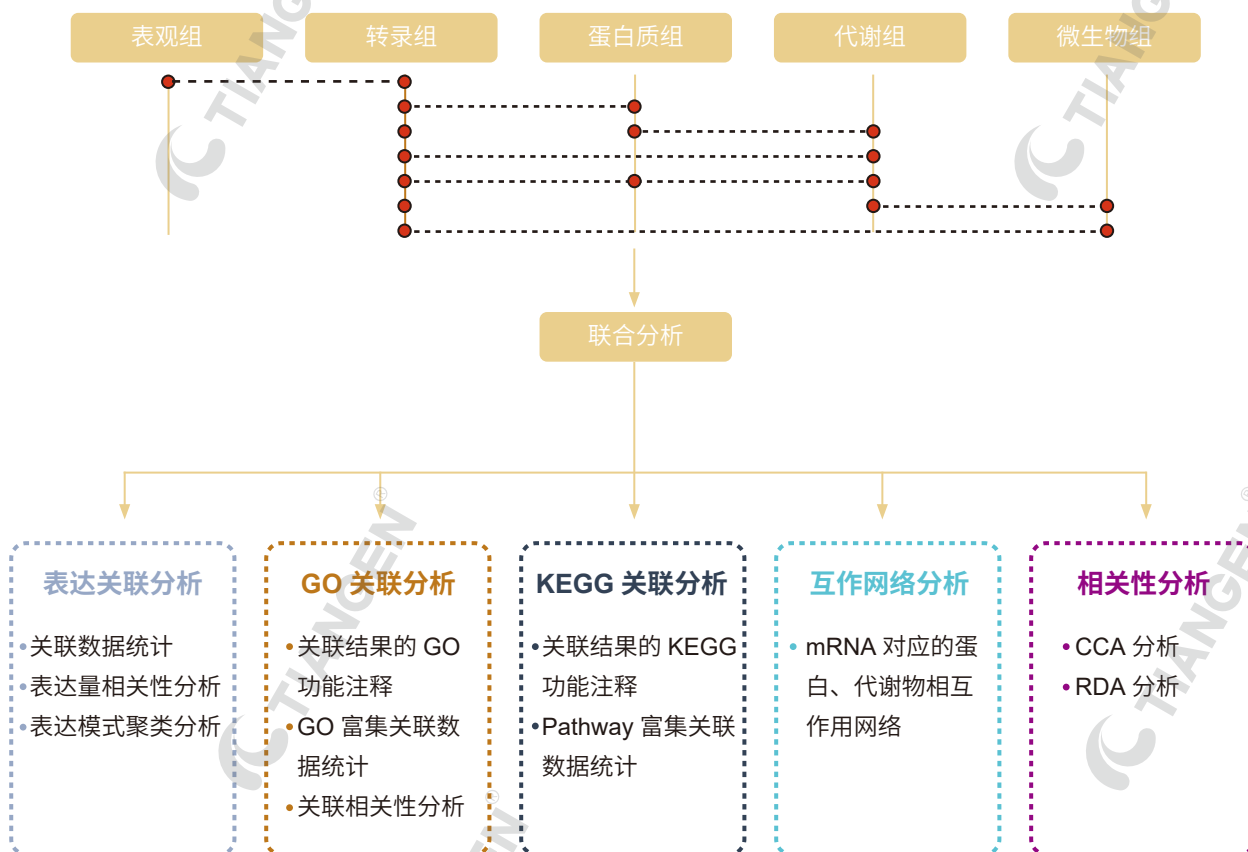 表观组
转录组
蛋白质组
代谢组
微生物组
联合分析
表达关联分析
•关联数据统计
•表达量相关性分析
•表达模式聚类分析
GO 关联分析
•关联结果的 GO
功能注释
•GO 富集关联数
据统计
•关联相关性分析
KEGG 关联分析
•关联结果的 KEGG
功能注释
•Pathway 富集关联
数据统计
互作网络分析
• mRNA 对应的蛋
白、代谢物相互
作用网络
相关性分析
•CCA 分析
•RDA 分析
TIANGEN
TIANGEN
TIANGEN®
TIANGEN®
GEN®